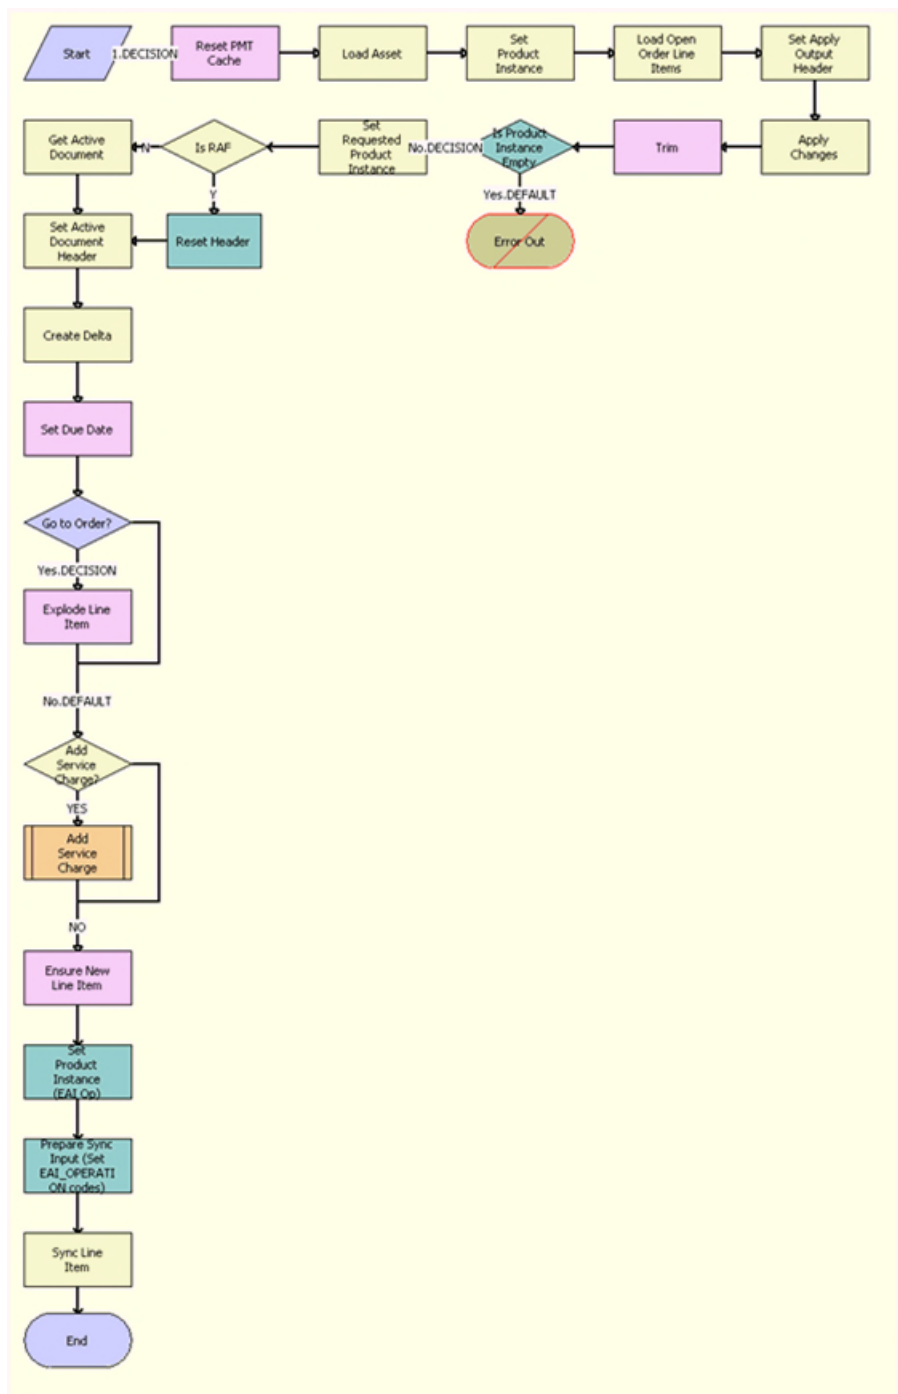 Start
1.DECISION
Reset PMT
Cache
Load Asset
Set
Product
Instance
Load Open
Order Line
Items
Set Apply
Output
Header
Get Active
Document
N
Is RAF
Set
Requested
Product
Instance
No.DECISION
Is Product
Instance
Empty
Trim
Apply
Changes
Y
Yes.DEFAULT
Set Active
Document
Header
Reset Header
Error Out
Create Delta
Set Due Date
Go to Order?
Yes.DECISION
Explode Line
Item
No.DEFAULT
Add
Service
Charge?
YES
Add
Service
Charge
NO
Ensure New
Line Item
Set
Product
Instance
(EAI Op)
Prepare Sync
Input (Set
EAI_OPERATI
ON codes)
Sync Line
Item
End